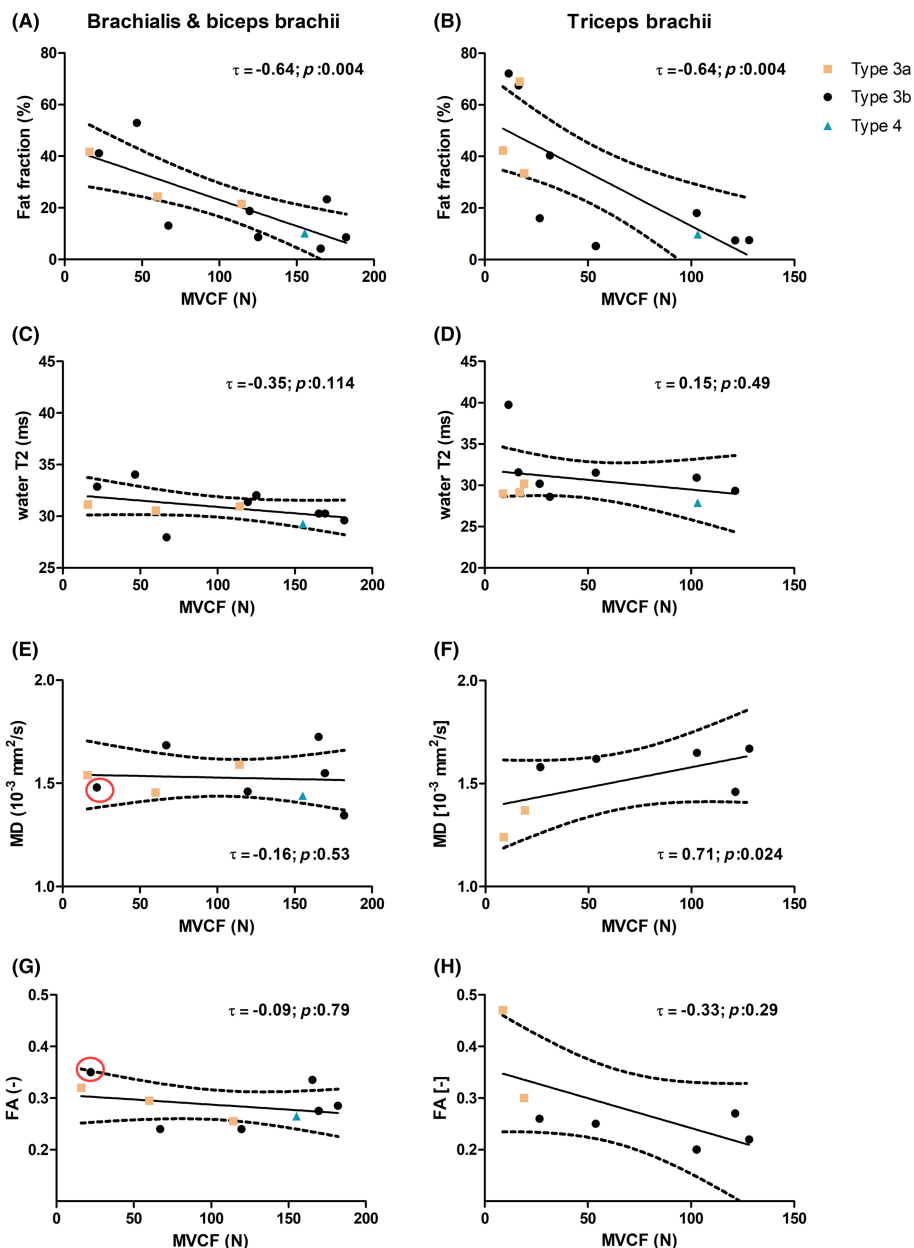 (A) Brachialis & biceps brachii
τ = -0.64; p:0.004
80
60
40
20
0
Fat fraction (%)
0 50 100 150 200
MVCF (N)
(B) Triceps brachii
τ = -0.64; p:0.004
80
60
40
20
0
Fat fraction (%)
0 50 100 150
MVCF (N)
Type 3a
Type 3b
Type 4
(C)
τ = -0.35; p:0.114
45
40
35
30
25
water T2 (ms)
0 50 100 150 200
MVCF (N)
(D)
τ = 0.15; p:0.49
45
40
35
30
25
20
water T2 (ms)
0 50 100 150
MVCF (N)
(E)
2.0
1.5
1.0
MD (10⁻³ mm²/s)
τ = -0.16; p:0.53
0 50 100 150 200
MVCF (N)
(F)
2.0
1.5
1.0
MD [10⁻³ mm²/s]
τ = 0.71; p:0.024
0 50 100 150
MVCF (N)
(G)
τ = -0.09; p:0.79
0.5
0.4
0.3
0.2
FA (-)
0 50 100 150 200
MVCF (N)
(H)
τ = -0.33; p:0.29
0.5
0.4
0.3
0.2
FA [-]
0 50 100 150
MVCF (N)